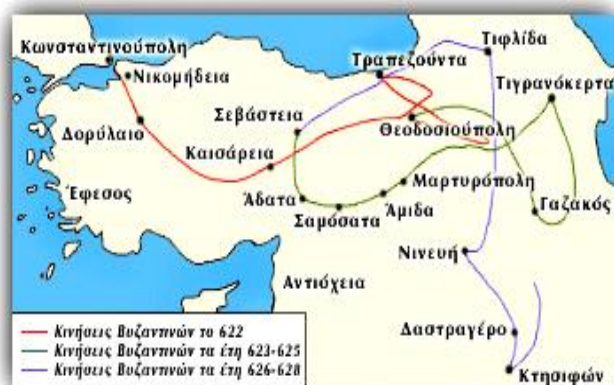 Κωνσταντινούπολη
Νικομήδεια
Τιφλίδα
Τραπεζούντα
Τιγρανόκερτα
Σεβάστεια
Δορύλαιο
Θεοδοσιούπολη
Καισάρεια
Έφεσος
Άδατα
Μαρτυρόπολη
Σαμόσατα
Άμιδα
Γαζακός
Νινευή
Αντιόχεια
Δαστραγέρο
Κτησιφών
Κινήσεις Βυζαντινών το 622
Κινήσεις Βυζαντινών τα έτη 623-625
Κινήσεις Βυζαντινών τα έτη 626-628